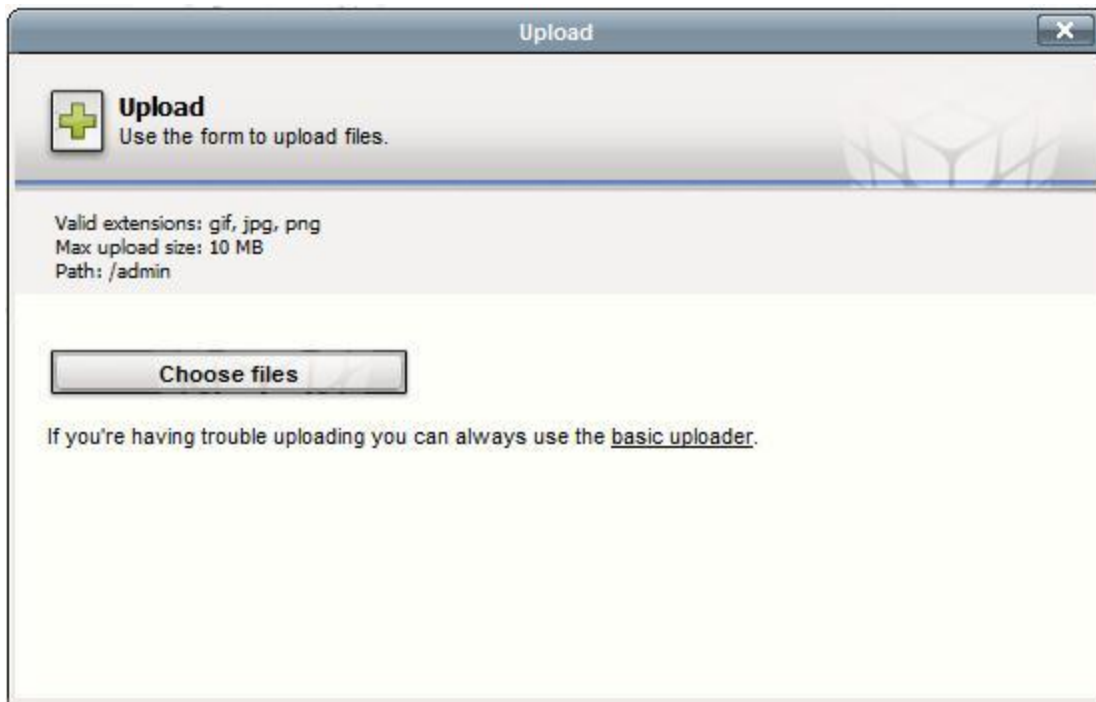 Upload
Upload
Use the form to upload files.
Valid extensions: gif, jpg, png
Max upload size: 10 MB
Path: /admin
Choose files
If you're having trouble uploading you can always use the basic uploader.